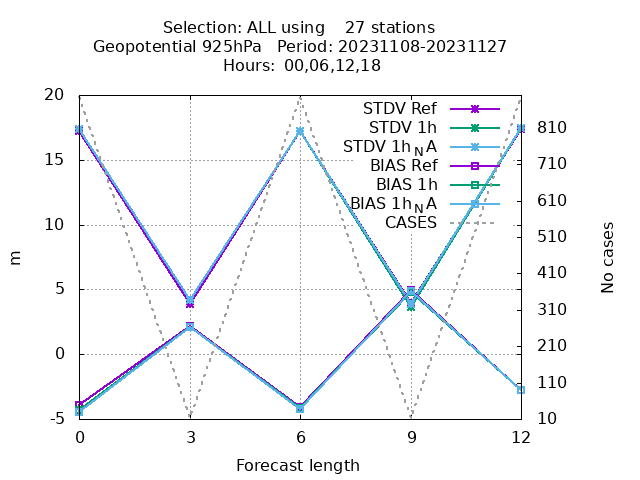 Selection: ALL using    27 stations
Geopotential 925hPa   Period: 20231108-20231127
Hours: 00,06,12,18
20
15
10
5
0
-5
m
STDV Ref
STDV 1h
STDV 1h_NA
BIAS Ref
BIAS 1h
BIAS 1h_NA
CASES
810
710
610
510
410
310
210
110
10
No cases
0 3 6 9 12
Forecast length